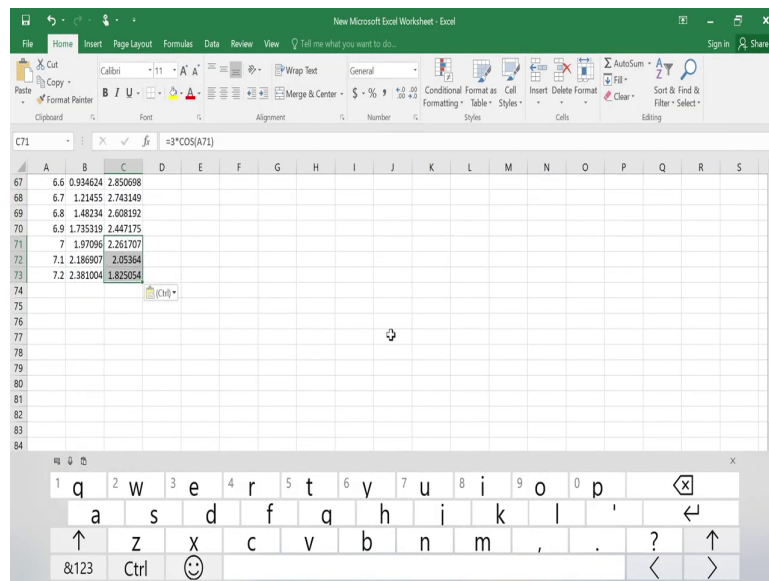 New Microsoft Excel Worksheet - Excel
File Home Insert Page Layout Formulas Data Review View Tell me what you want to do... Sign in Share
Cut
Copy
Format Painter
Paste
Clipboard
Calibri 11 A A
B I U A
Font
Wrap Text
Merge & Center
Alignment
General
$ % , .0 .00 .00 .0
Number
Conditional Formatting
Format as Table
Cell Styles
Styles
Insert Delete Format
Cells
Σ AutoSum
Fill
Clear
Sort & Filter
Find & Select
Editing
C71 fx =3*COS(A71)
A B C D E F G H I J K L M N O P Q R S
67 6.6 0.934624 2.850698
68 6.7 1.21455 2.743149
69 6.8 1.48234 2.608192
70 6.9 1.735319 2.447175
71 7 1.97096 2.261707
72 7.1 2.186907 2.05364
73 7.2 2.381004 1.825054
74 (Ctrl)
75
76
77
78
79
80
81
82
83
84
1 q 2 w 3 e 4 r 5 t 6 y 7 u 8 i 9 o 0 p
a s d f g h j k l '
z x c v b n m , . ?
&123 Ctrl